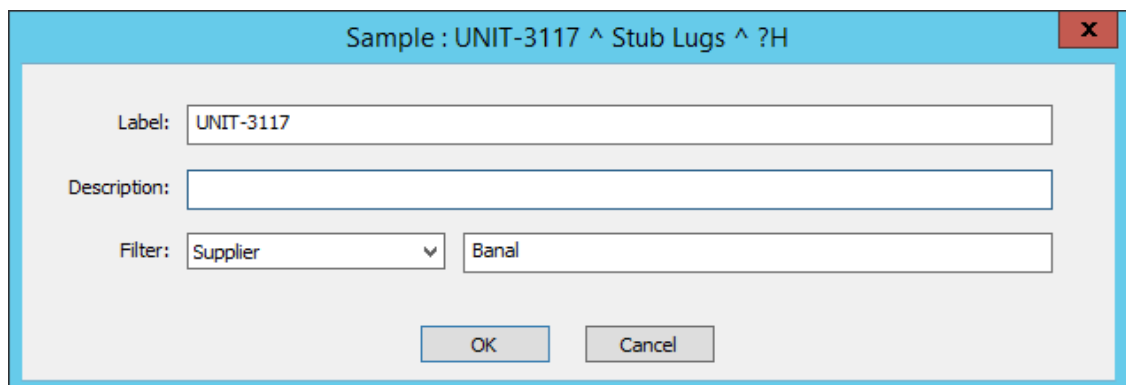 Sample : UNIT-3117 ^ Stub Lugs ^ ?H
x
Label: UNIT-3117
Description:
Filter: Supplier Banal
OK Cancel